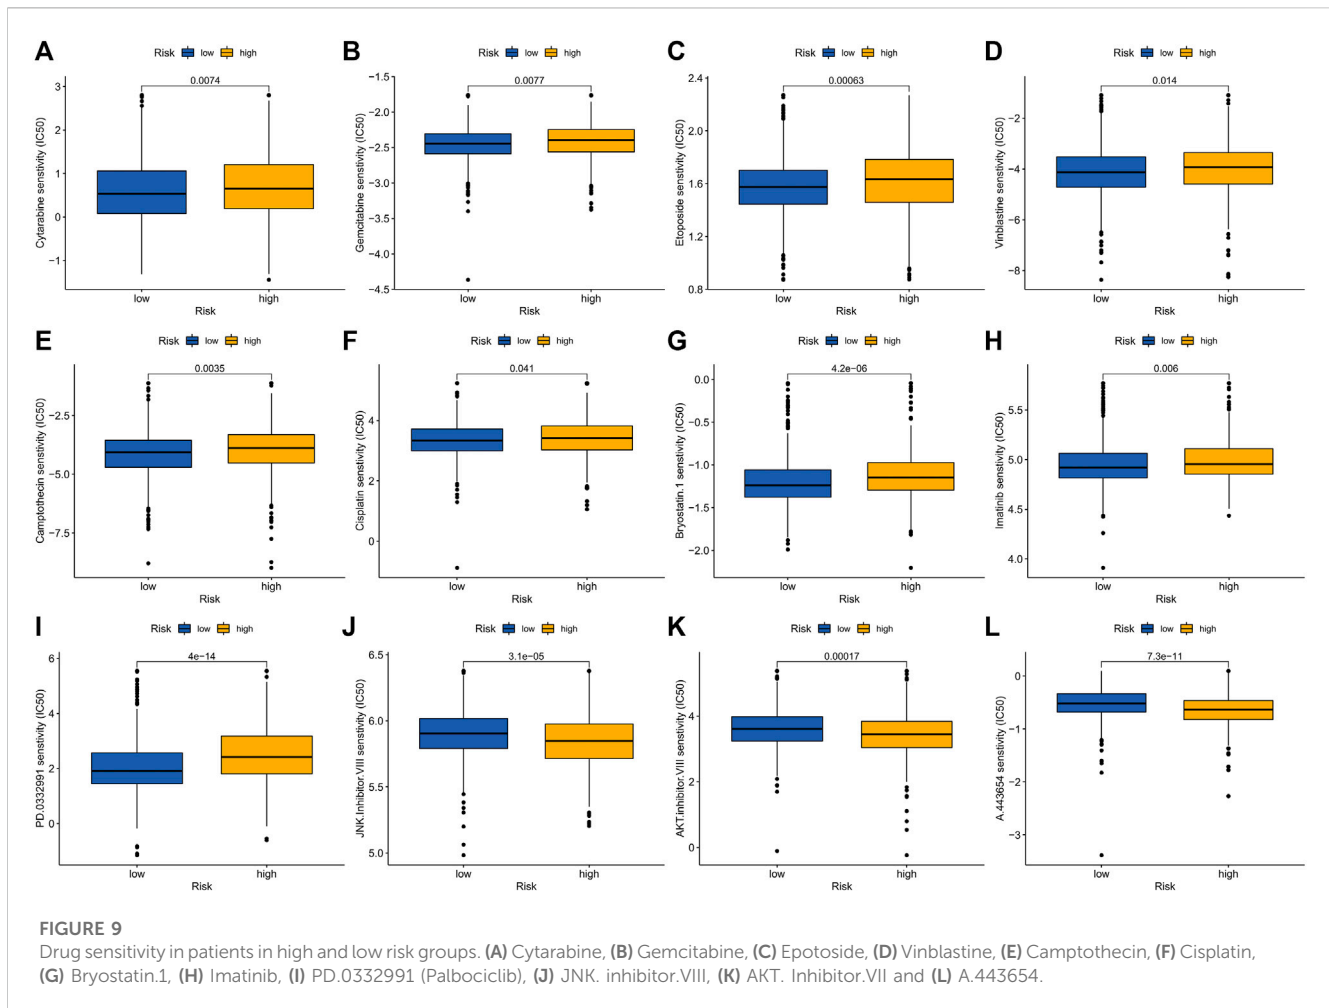 A
Risk low high
0.0074
Cytarabine senstivity (IC50)
3
2
1
0
−1
low high
Risk
B
Risk low high
0.0077
Gemcitabine senstivity (IC50)
−1.5
−2.0
−2.5
−3.0
−3.5
−4.0
−4.5
low high
Risk
C
Risk low high
0.00063
Etoposide senstivity (IC50)
2.4
2.0
1.6
1.2
0.8
low high
Risk
D
Risk low high
0.014
Vinblastine senstivity (IC50)
−2
−4
−6
−8
low high
Risk
E
Risk low high
0.0035
Camptothecin senstivity (IC50)
−2.5
−5.0
−7.5
low high
Risk
F
Risk low high
0.041
Cisplatin senstivity (IC50)
4
2
0
low high
Risk
G
Risk low high
4.2e−06
Bryostatin.1 senstivity (IC50)
0.0
−0.5
−1.0
−1.5
−2.0
low high
Risk
H
Risk low high
0.006
Imatinib senstivity (IC50)
5.5
5.0
4.5
4.0
low high
Risk
I
Risk low high
4e−14
PD.0332991 senstivity (IC50)
6
4
2
0
low high
Risk
J
Risk low high
3.1e−05
JNK.Inhibitor.VIII senstivity (IC50)
6.5
6.0
5.5
5.0
low high
Risk
K
Risk low high
0.00017
AKT.inhibitor.VIII senstivity (IC50)
4
2
0
low high
Risk
L
Risk low high
7.3e−11
A.443654 senstivity (IC50)
0
−1
−2
−3
low high
Risk
FIGURE 9
Drug sensitivity in patients in high and low risk groups. (A) Cytarabine, (B) Gemcitabine, (C) Epotoside, (D) Vinblastine, (E) Camptothecin, (F) Cisplatin,
(G) Bryostatin.1, (H) Imatinib, (I) PD.0332991 (Palbociclib), (J) JNK. inhibitor.VIII, (K) AKT. Inhibitor.VII and (L) A.443654.